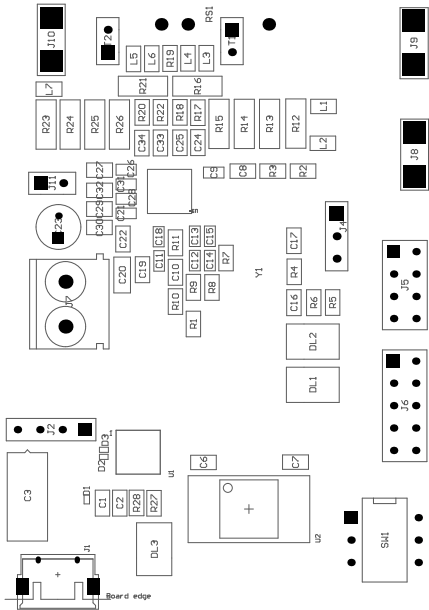 RS1
J10
J2
T1
J9
L5
L6
R19
L4
L3
L7
R21
R16
R23
R24
R25
R26
R20
R22
R18
R17
R15
R14
R13
R12
L1
C34
C33
C25
C24
L2
J8
C27
C26
C9
C8
R3
R2
J11
C32
C31
C28
C29
C21
C30
C23
J4
C22
C18
R11
C13
C15
C17
C20
C19
C11
C10
C12
C14
R7
Y1
R4
J5
J7
R9
R8
R10
C16
R6
R5
R1
DL2
DL1
J6
J2
D3
D2
U1
C6
C7
C3
D1
C1
C2
R28
R27
U2
SW1
J1
DL3
Board edge